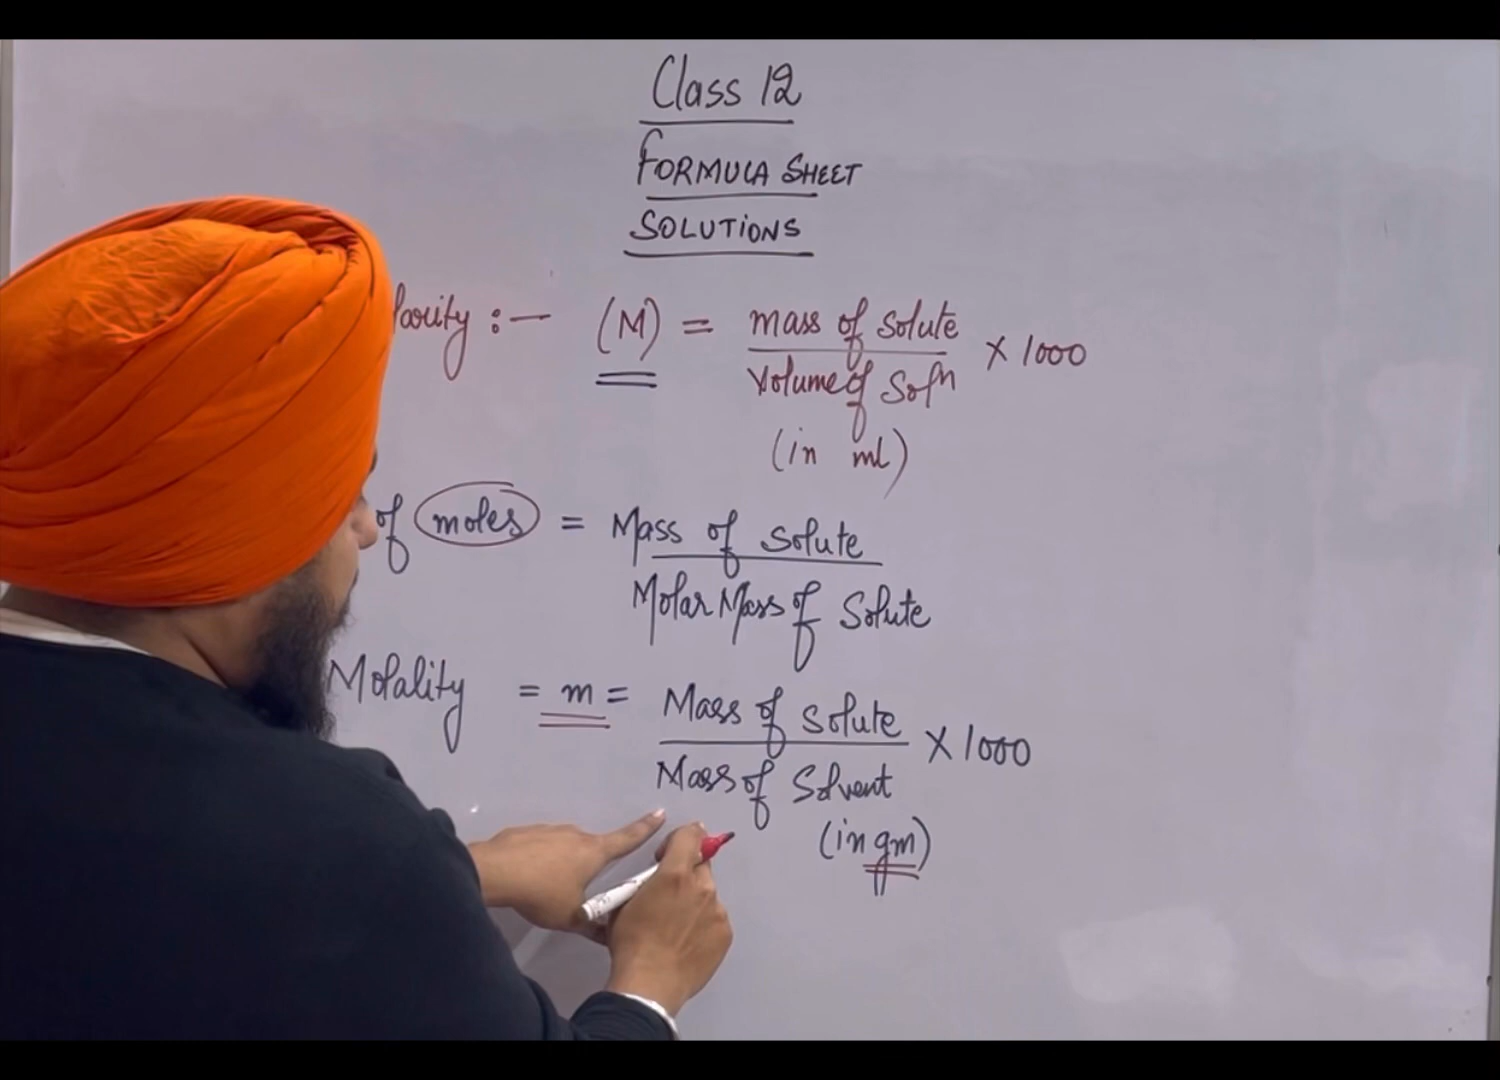 Class 12
FORMULA SHEET
SOLUTIONS
larity :- (M) = mass of solute / Volume of Solⁿ × 1000
(in ml)
of moles = Mass of Solute / Molar Mass of Solute
Molality = m = Mass of Solute / Mass of Solvent × 1000
(in gm)